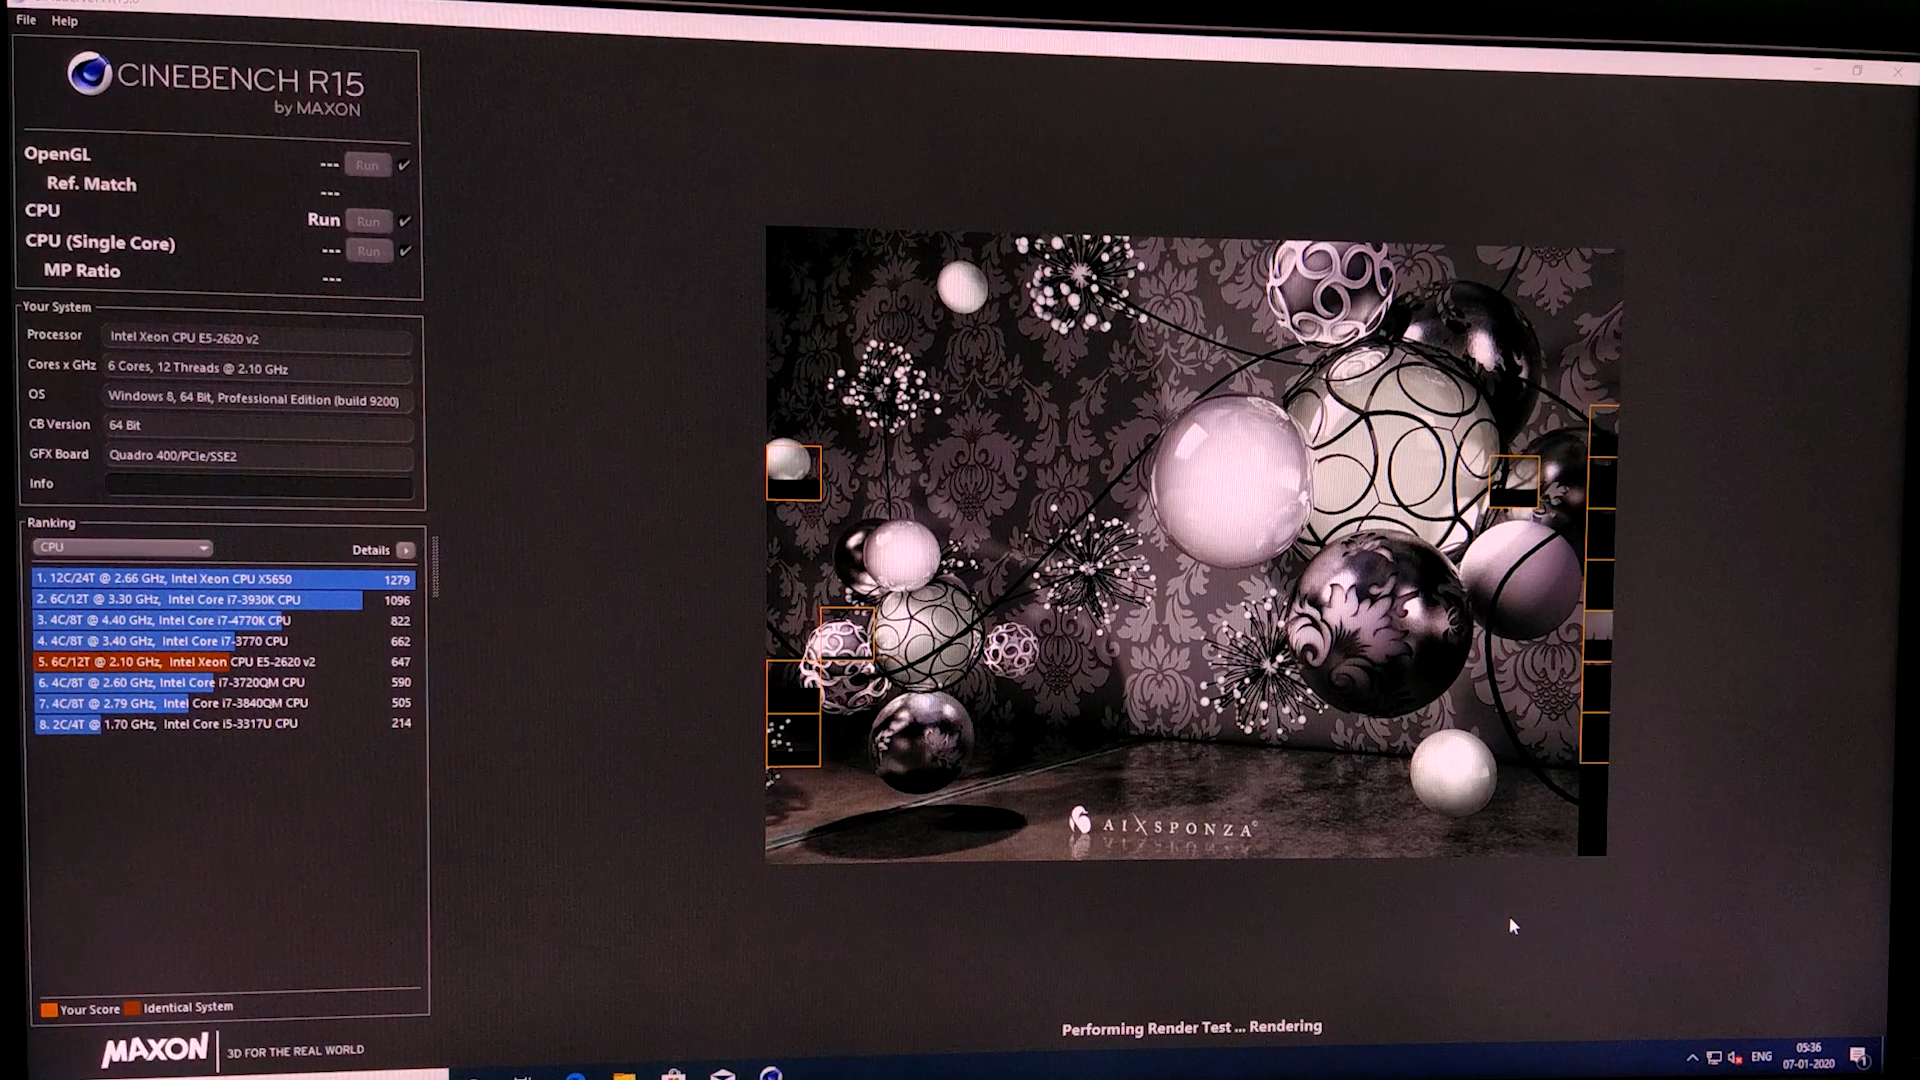 File Help
CINEBENCH R15
by MAXON
OpenGL --- Run
Ref. Match ---
CPU Run Run
CPU (Single Core) --- Run
MP Ratio ---
Your System
Processor Intel Xeon CPU E5-2620 v2
Cores x GHz 6 Cores, 12 Threads @ 2.10 GHz
OS Windows 8, 64 Bit, Professional Edition (build 9200)
CB Version 64 Bit
GFX Board Quadro 400/PCIe/SSE2
Info
Ranking
CPU Details
1. 12C/24T @ 2.66 GHz, Intel Xeon CPU X5650 1279
2. 6C/12T @ 3.30 GHz, Intel Core i7-3930K CPU 1096
3. 4C/8T @ 4.40 GHz, Intel Core i7-4770K CPU 822
4. 4C/8T @ 3.40 GHz, Intel Core i7-3770 CPU 662
5. 6C/12T @ 2.10 GHz, Intel Xeon CPU E5-2620 v2 647
6. 4C/8T @ 2.60 GHz, Intel Core i7-3720QM CPU 590
7. 4C/8T @ 2.79 GHz, Intel Core i7-3840QM CPU 505
8. 2C/4T @ 1.70 GHz, Intel Core i5-3317U CPU 214
Your Score Identical System
MAXON 3D FOR THE REAL WORLD
AIXSPONZA©
Performing Render Test ... Rendering
ENG
05:36
07-01-2020
1